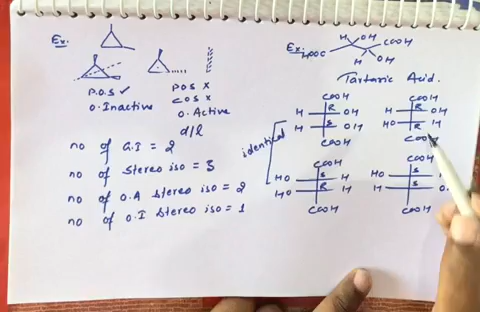 Ex.
P.O.S ✓
O.Inactive
POS X
COS X
O.Active
d/l
no of G.I = 2
no of Stereo iso = 3
no of O.A Stereo iso = 2
no of O.I Stereo iso = 1
Ex.
H OH
HOOC COOH
H OH
Tartaric Acid.
identical
COOH
H R OH
H S OH
COOH
COOH
H R OH
HO R H
COOH
COOH
HO S H
HO R H
COOH
COOH
HO S
H S
COOH